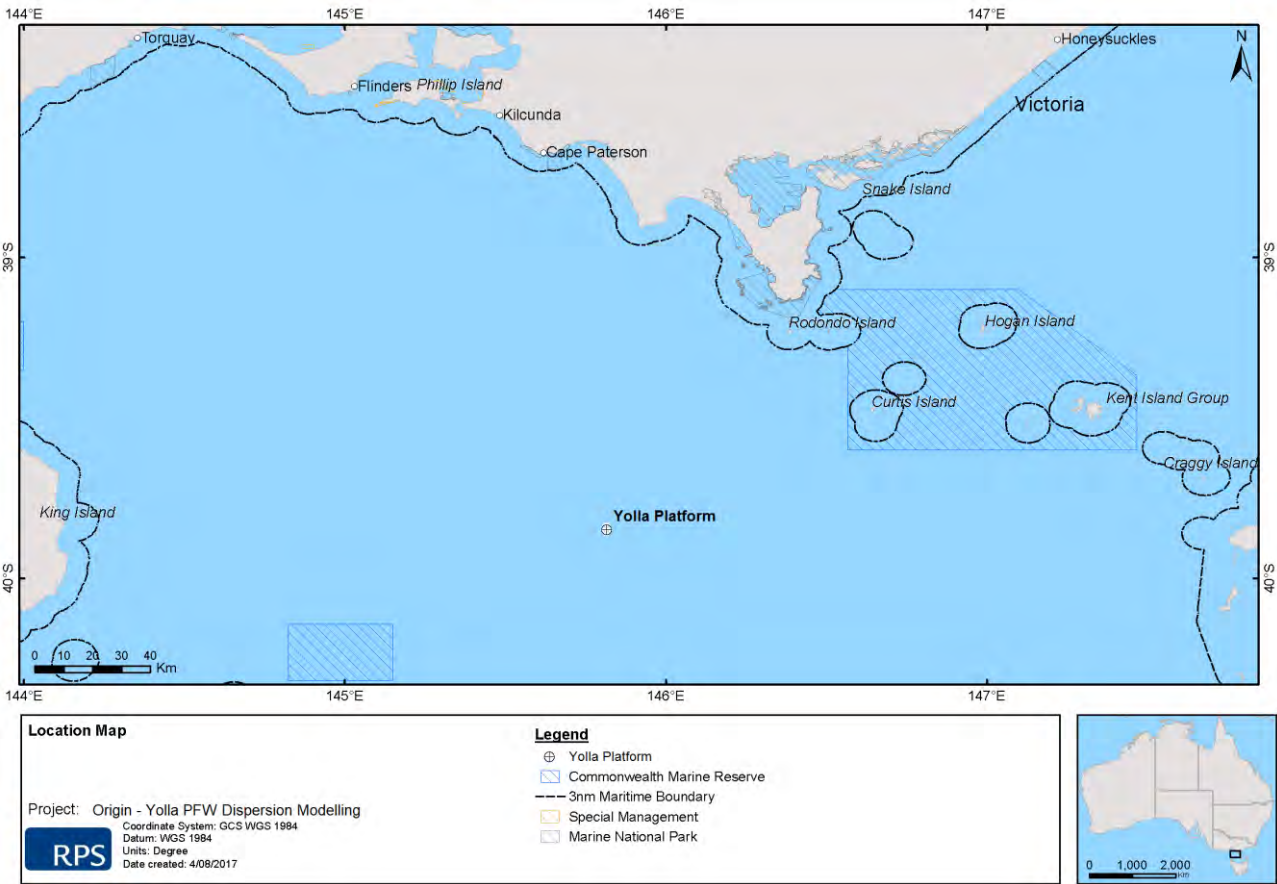 144°E 145°E 146°E 147°E
Torquay
Honeysuckles
N
Flinders Phillip Island
Victoria
Kilcunda
Cape Paterson
Snake Island
39°S 39°S
Rodondo Island
Hogan Island
Curtis Island
Kent Island Group
Craggy Island
King Island
Yolla Platform
40°S 40°S
0 10 20 30 40
Km
144°E 145°E 146°E 147°E
Location Map
Project: Origin - Yolla PFW Dispersion Modelling
RPS
Coordinate System: GCS WGS 1984
Datum: WGS 1984
Units: Degree
Date created: 4/08/2017
Legend
Yolla Platform
Commonwealth Marine Reserve
3nm Maritime Boundary
Special Management
Marine National Park
0 1,000 2,000
Km